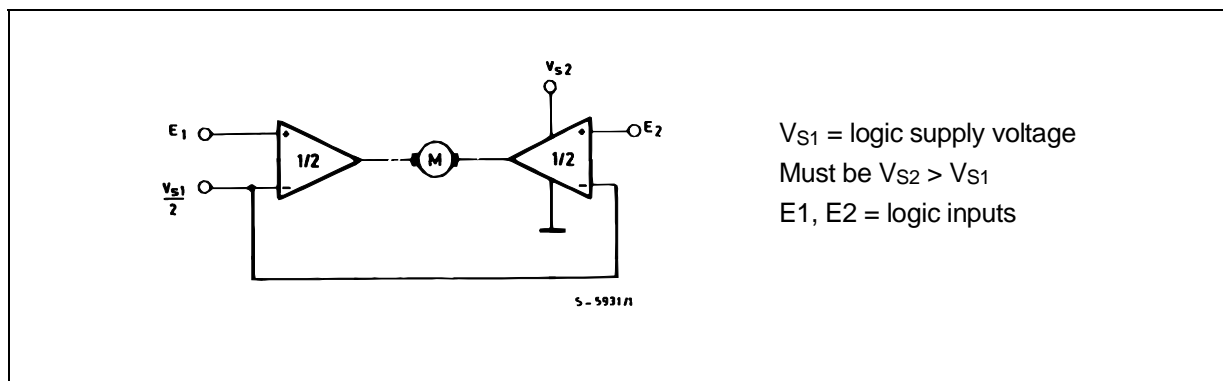 VS2
E1
+
1/2
-
VS1
2
M
+
1/2
-
E2
S-5931/1
VS1 = logic supply voltage
Must be VS2 > VS1
E1, E2 = logic inputs